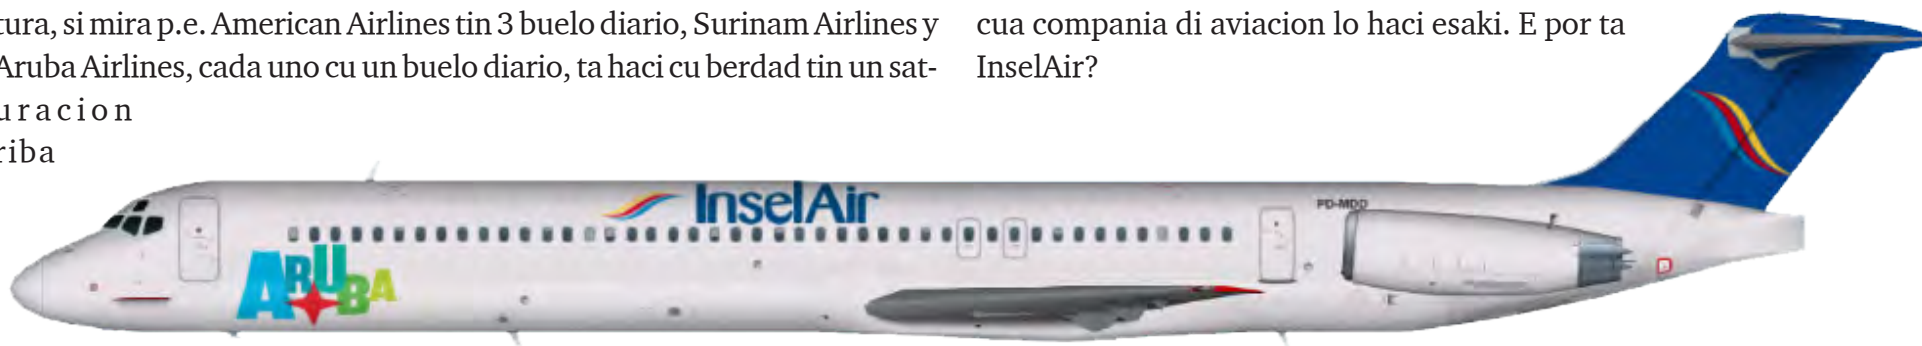 tura, si mira p.e. American Airlines tin 3 buelo diario, Surinam Airlines y
Aruba Airlines, cada uno cu un buelo diario, ta haci cu berdad tin un sat-
uracion
riba
cua compania di aviacion lo haci esaki. E por ta
InselAir?
InselAir
PD-MDD
ARUBA